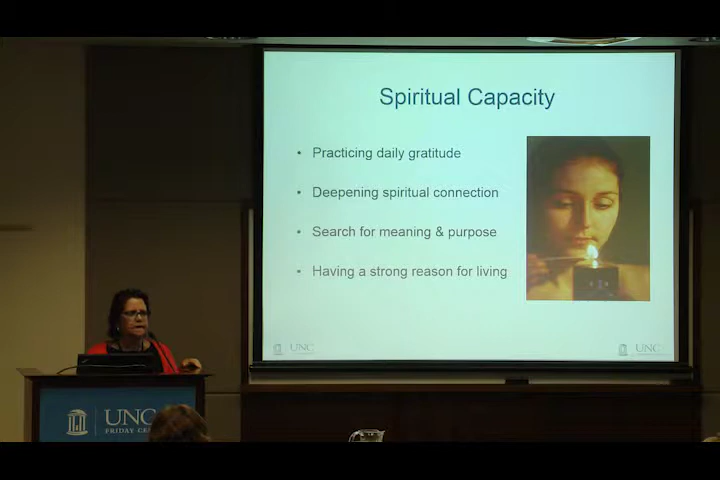 Spiritual Capacity
• Practicing daily gratitude
• Deepening spiritual connection
• Search for meaning & purpose
• Having a strong reason for living
UNC
UNC
UNC
FRIDAY